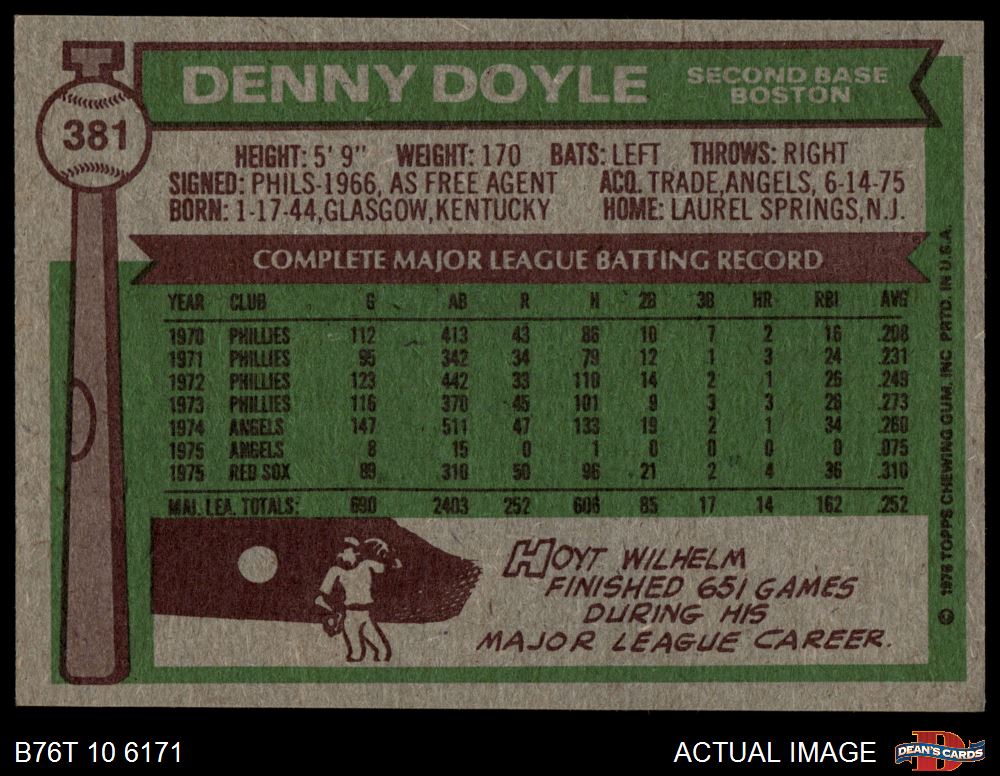 DENNY DOYLE
SECOND BASE
BOSTON
381
HEIGHT: 5' 9" WEIGHT: 170 BATS: LEFT THROWS: RIGHT
SIGNED: PHILS-1966, AS FREE AGENT ACQ. TRADE, ANGELS, 6-14-75
BORN: 1-17-44, GLASGOW, KENTUCKY HOME: LAUREL SPRINGS, N.J.
COMPLETE MAJOR LEAGUE BATTING RECORD
YEAR CLUB G AB R H 2B 3B HR RBI AVG
1970 PHILLIES 112 413 43 86 10 7 2 16 .208
1971 PHILLIES 95 342 34 79 12 1 3 24 .231
1972 PHILLIES 123 442 33 110 14 2 1 26 .249
1973 PHILLIES 116 370 45 101 9 3 3 26 .273
1974 ANGELS 147 511 47 133 19 2 1 34 .260
1975 ANGELS 8 15 0 1 0 0 0 0 .075
1975 RED SOX 89 310 50 96 21 2 4 36 .310
MAJ. LEA. TOTALS: 690 2403 252 606 85 17 14 162 .252
HOYT WILHELM
FINISHED 651 GAMES
DURING HIS
MAJOR LEAGUE CAREER.
© 1976 TOPPS CHEWING GUM, INC PRTD. IN U.S.A.
B76T 10 6171
ACTUAL IMAGE
DEAN'S CARDS